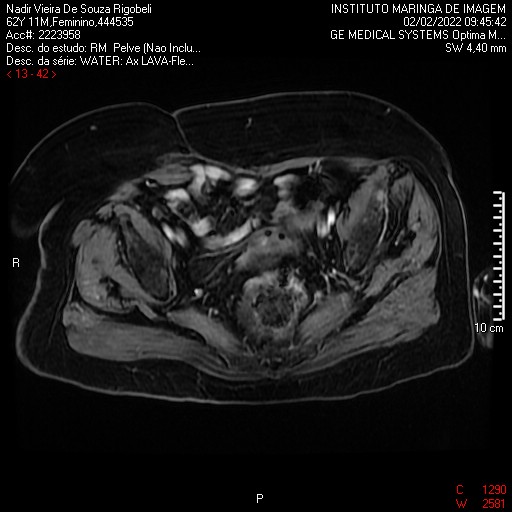 Nadir Vieira De Souza Rigobeli
62Y 11M,Feminino,444535
Acc#: 2223958
Desc. do estudo: RM Pelve (Nao Inclu...
Desc. da série: WATER: Ax LAVA-Fle...
< 13 - 42 >
INSTITUTO MARINGA DE IMAGEM
02/02/2022 09:45:42
GE MEDICAL SYSTEMS Optima M...
SW 4,40 mm
R
10 cm
P
C 1290
W 2581